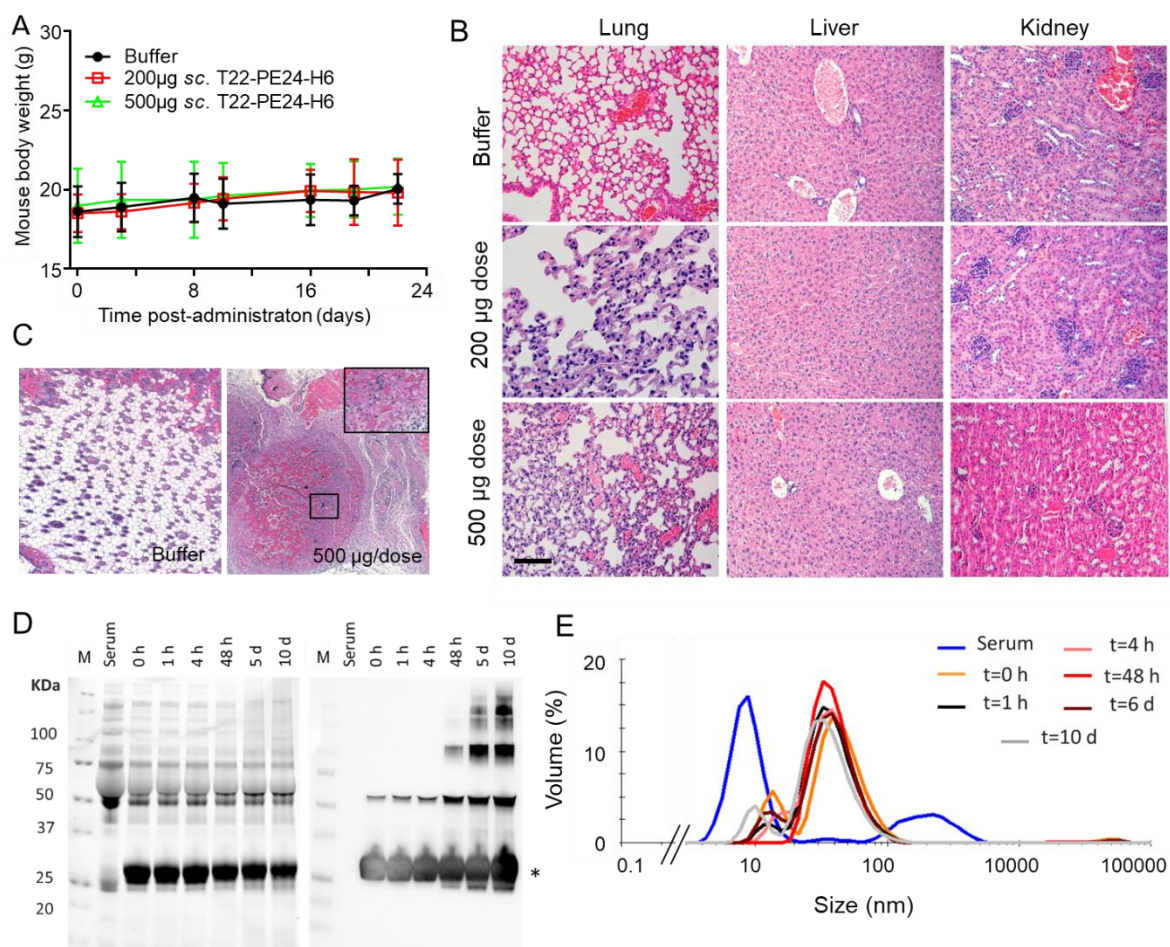 A
Mouse body weight (g)
25
20
15
0
8
16
24
Time post-administraton (days)
Buffer
200µg sc. T22-PE24-H6
500µg sc. T22-PE24-H6
B
Lung
Liver
Kidney
Buffer
200 µg dose
500 µg dose
C
Buffer
500 µg/dose
D
M
Serum
0 h
1 h
4 h
48 h
5 d
10 d
M
Serum
0 h
1 h
4 h
48 h
5 d
10 d
KDa
100
75
50
37
25
20
*
E
Volume (%)
20
10
0
0.1
10
100
10000
100000
Size (nm)
Serum
t=0 h
t=1 h
t=4 h
t=48 h
t=6 d
t=10 d